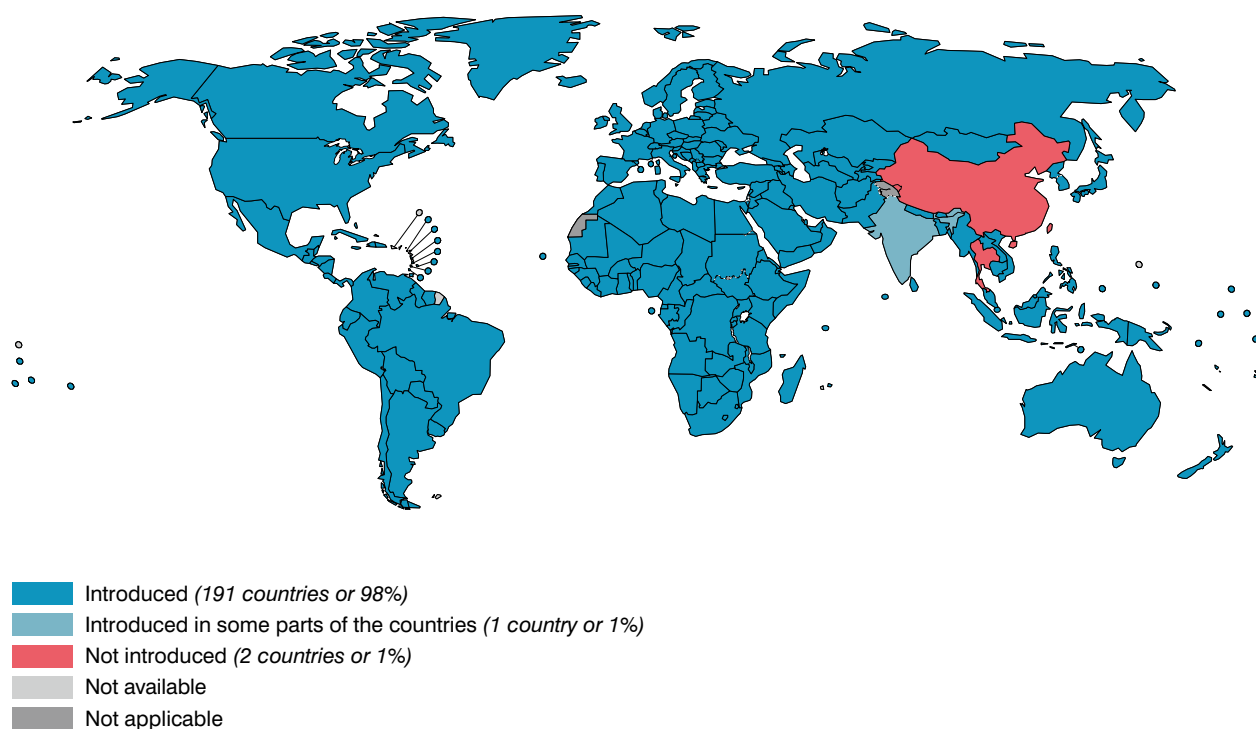 Introduced (191 countries or 98%)
Introduced in some parts of the countries (1 country or 1%)
Not introduced (2 countries or 1%)
Not available
Not applicable